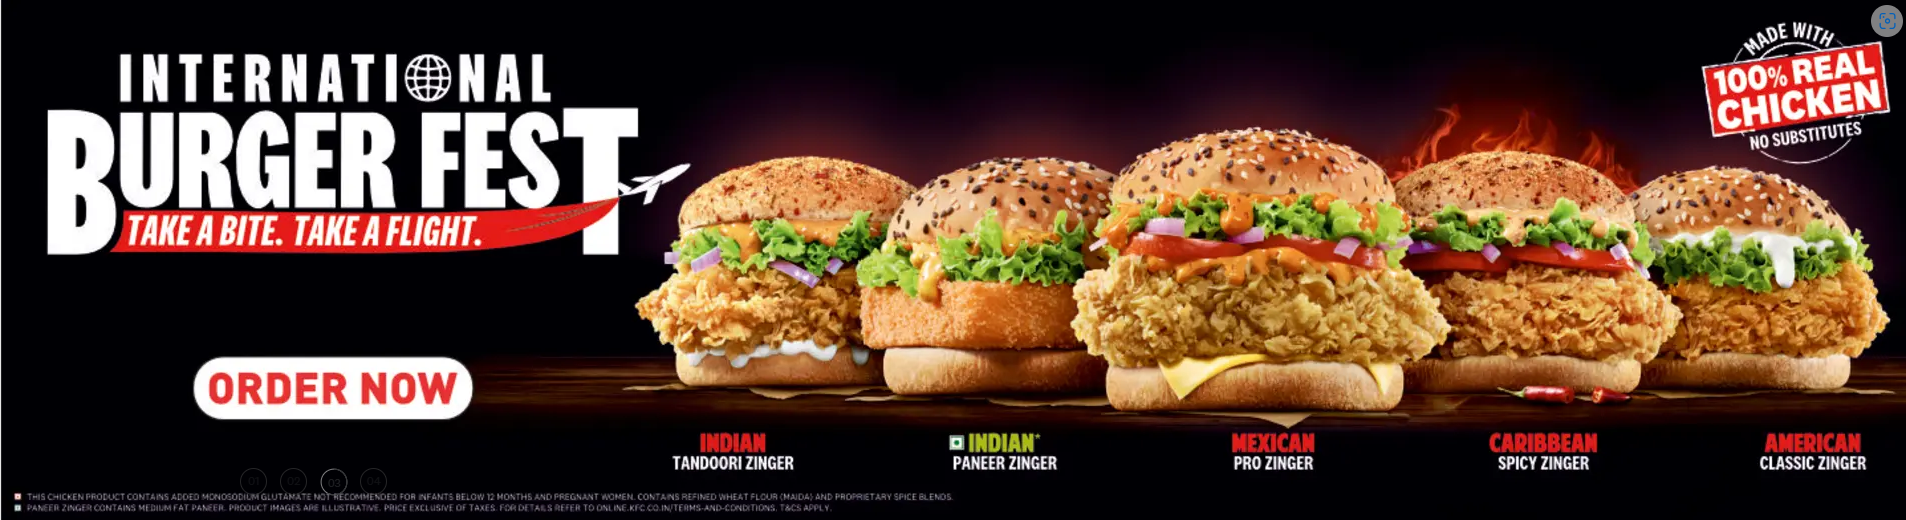 INTERNATIONAL
BURGER FEST
TAKE A BITE. TAKE A FLIGHT.
MADE WITH
100% REAL
CHICKEN
NO SUBSTITUTES
ORDER NOW
INDIAN
TANDOORI ZINGER
INDIAN*
PANEER ZINGER
MEXICAN
PRO ZINGER
CARIBBEAN
SPICY ZINGER
AMERICAN
CLASSIC ZINGER
01 02 03 04
THIS CHICKEN PRODUCT CONTAINS ADDED MONOSODIUM GLUTAMATE NOT RECOMMENDED FOR INFANTS BELOW 12 MONTHS AND PREGNANT WOMEN. CONTAINS REFINED WHEAT FLOUR (MAIDA) AND PROPRIETARY SPICE BLENDS.
PANEER ZINGER CONTAINS MEDIUM FAT PANEER. PRODUCT IMAGES ARE ILLUSTRATIVE. PRICE EXCLUSIVE OF TAXES. FOR DETAILS REFER TO ONLINE.KFC.CO.IN/TERMS-AND-CONDITIONS. T&CS APPLY.